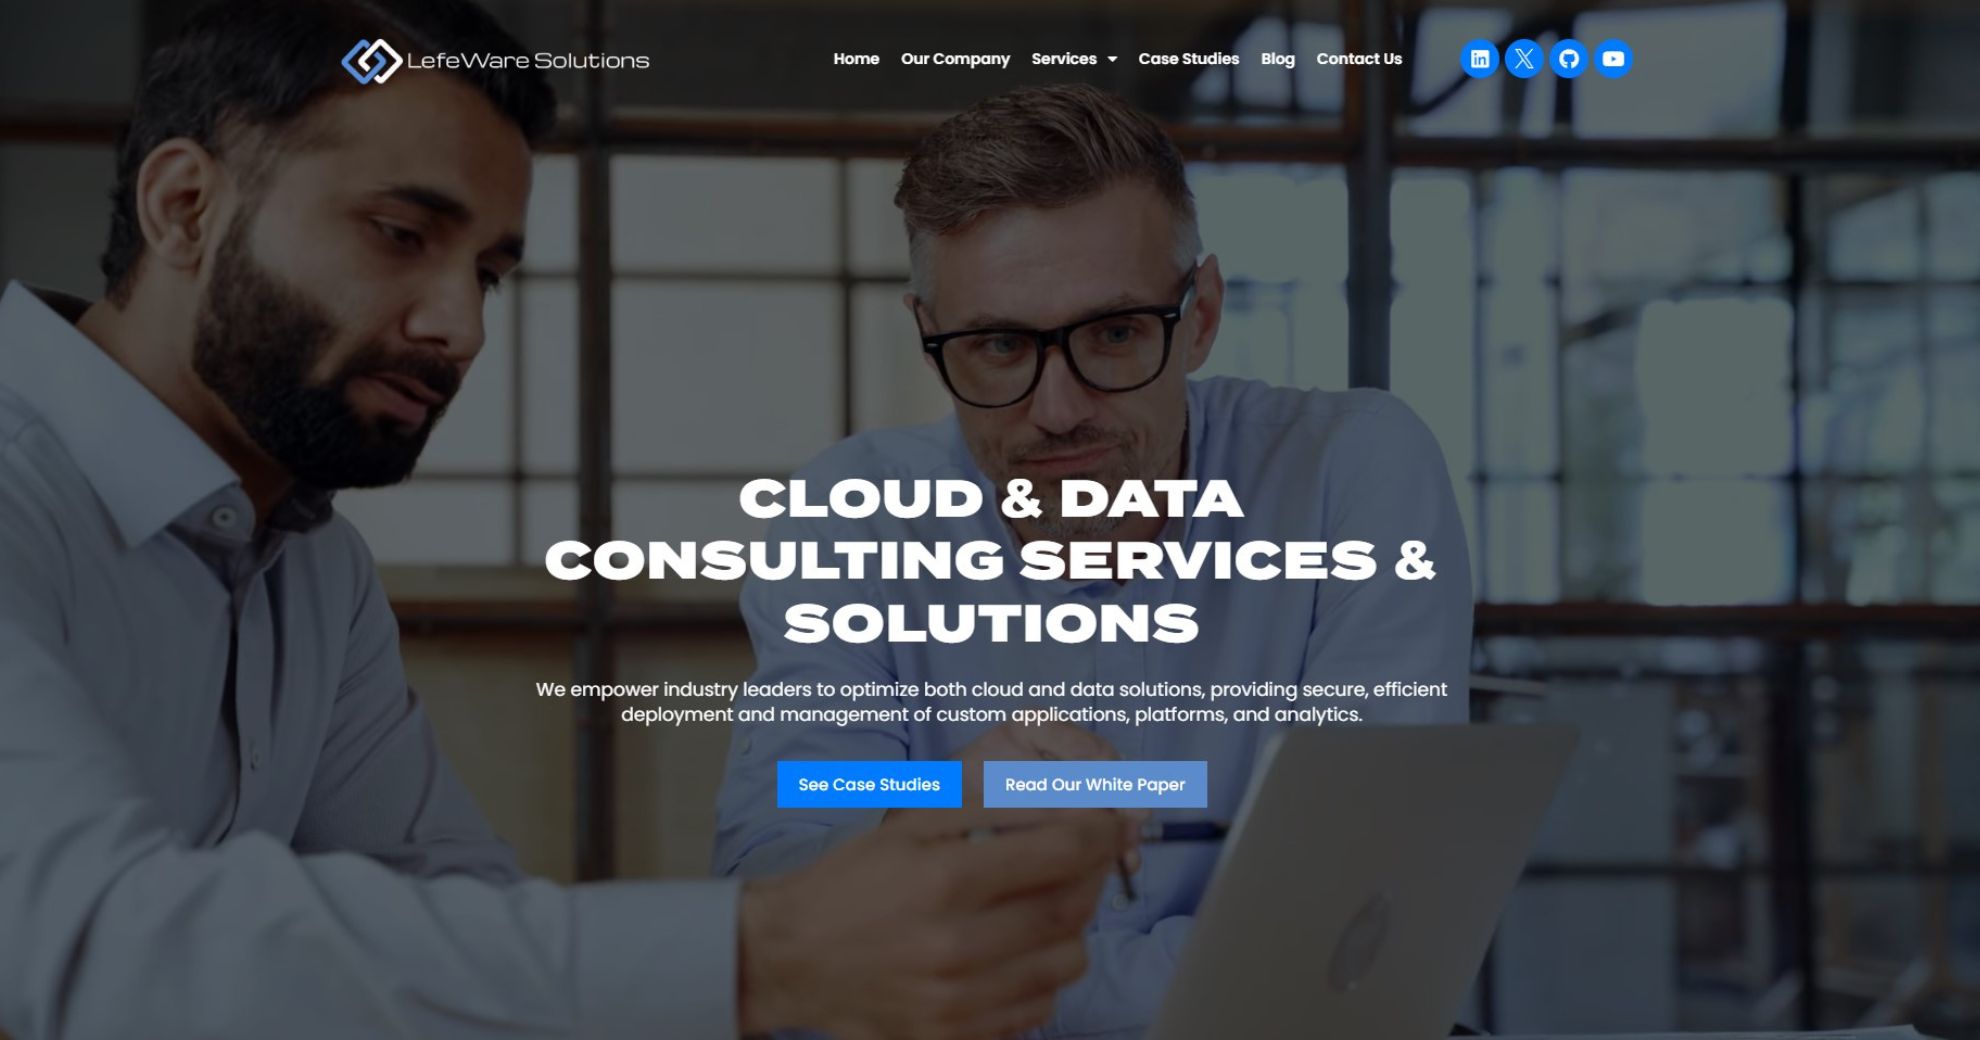 LefeWare Solutions
Home Our Company Services Case Studies Blog Contact Us
CLOUD & DATA
CONSULTING SERVICES &
SOLUTIONS
We empower industry leaders to optimize both cloud and data solutions, providing secure, efficient
deployment and management of custom applications, platforms, and analytics.
See Case Studies Read Our White Paper